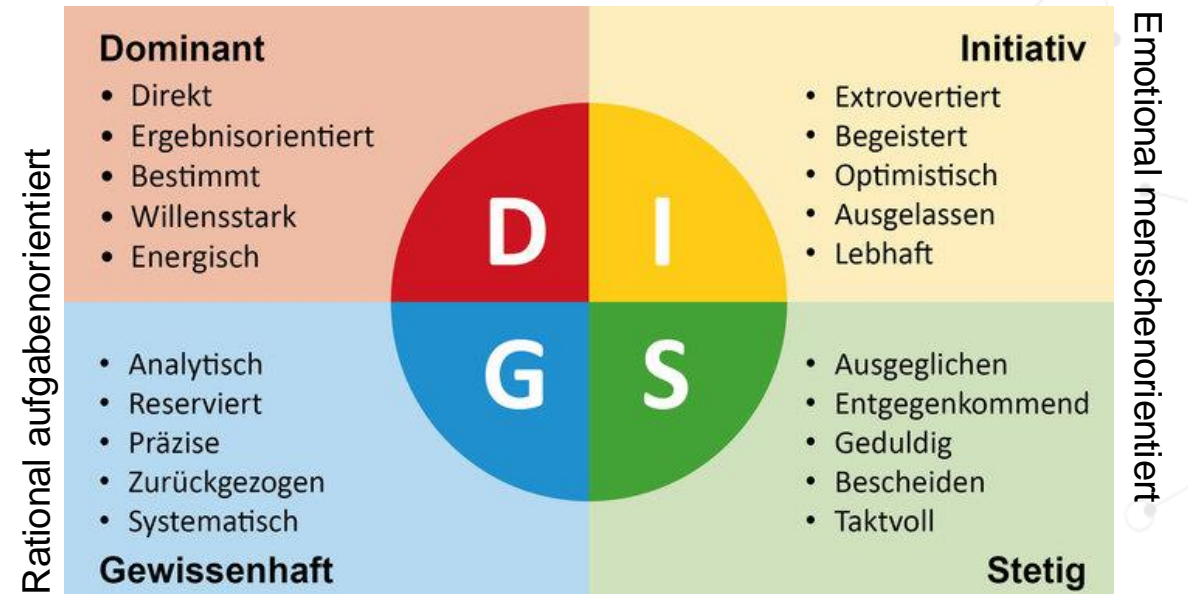 Rational aufgabenorientiert
Dominant
• Direkt
• Ergebnisorientiert
• Bestimmt
• Willensstark
• Energisch
Initiativ
• Extrovertiert
• Begeistert
• Optimistisch
• Ausgelassen
• Lebhaft
D
I
G
S
• Analytisch
• Reserviert
• Präzise
• Zurückgezogen
• Systematisch
Gewissenhaft
• Ausgeglichen
• Entgegenkommend
• Geduldig
• Bescheiden
• Taktvoll
Stetig
Emotional menschenorientiert